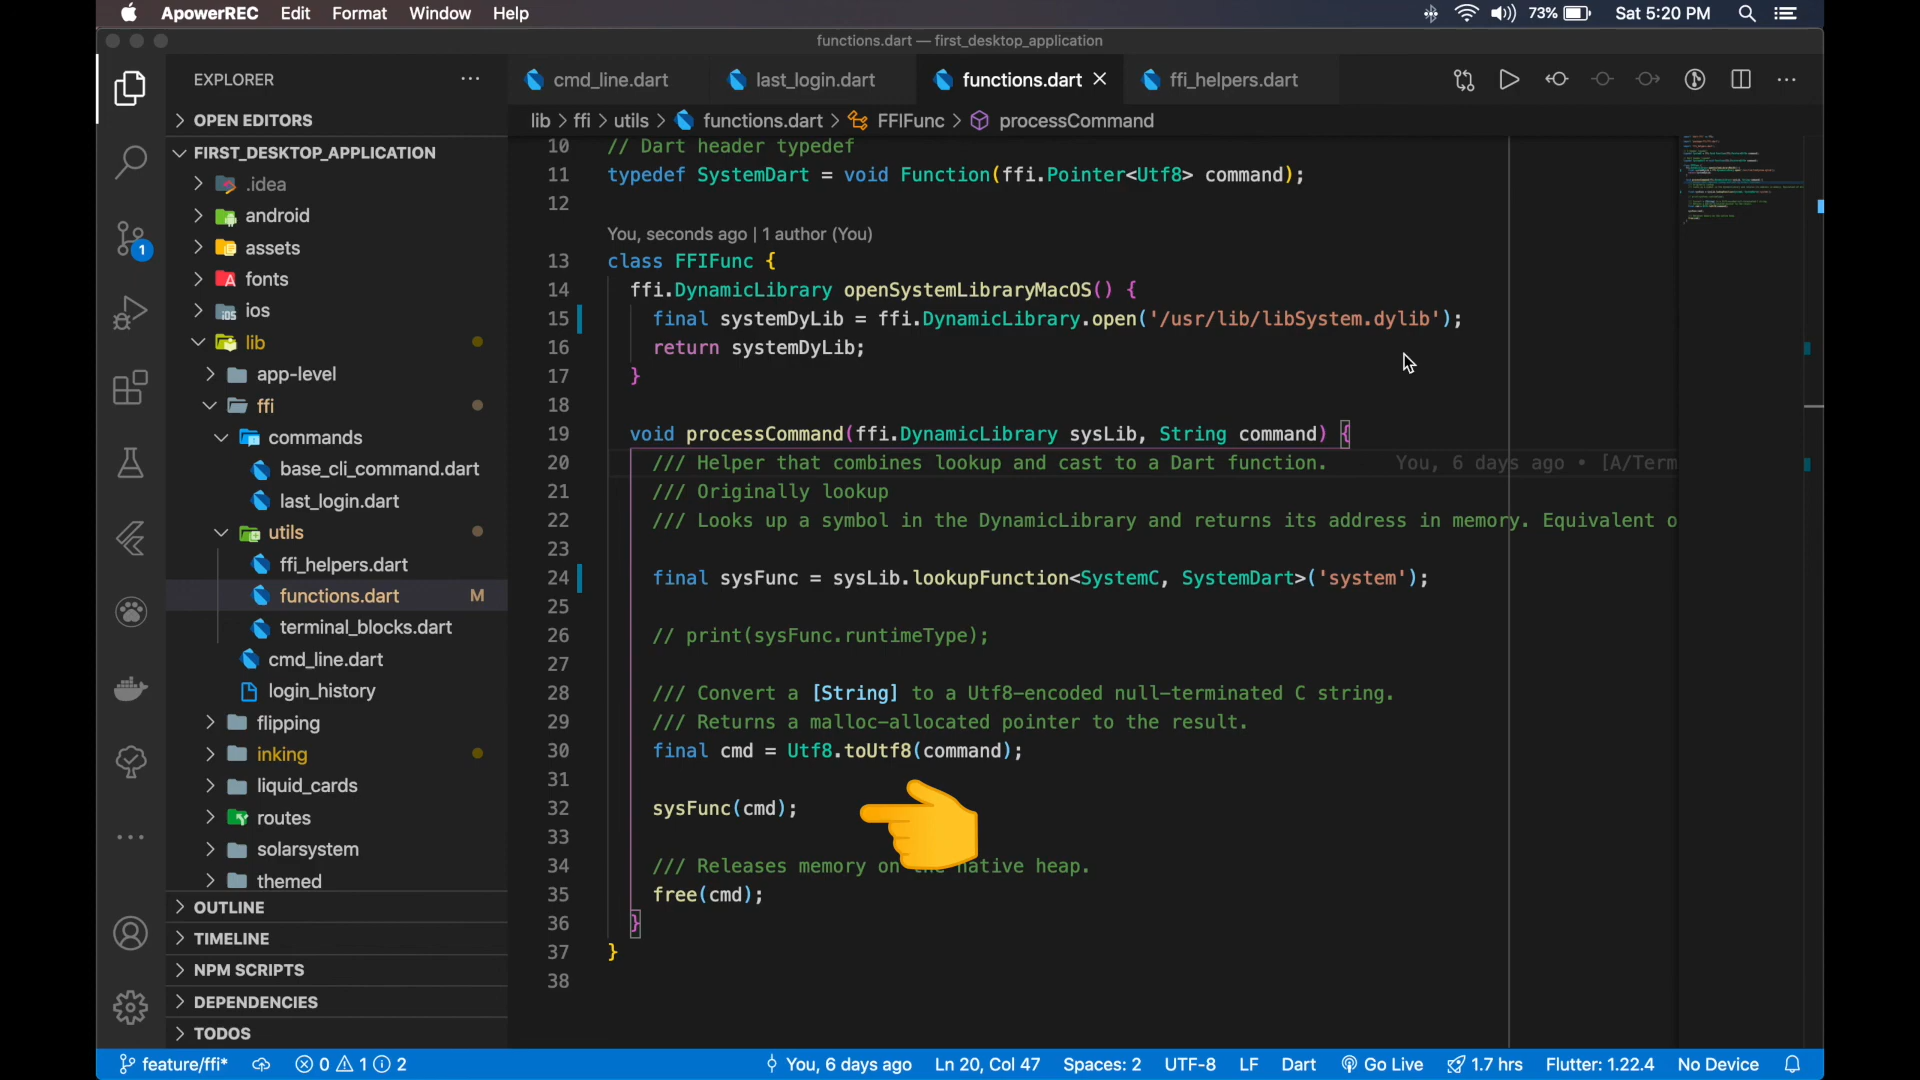 ApowerREC Edit Format Window Help 73% Sat 5:20 PM
functions.dart — first_desktop_application
EXPLORER
cmd_line.dart last_login.dart functions.dart ffi_helpers.dart
OPEN EDITORS
lib > ffi > utils > functions.dart > FFIFunc > processCommand
FIRST_DESKTOP_APPLICATION
.idea
android
assets
fonts
ios
lib
app-level
ffi
commands
base_cli_command.dart
last_login.dart
utils
ffi_helpers.dart
functions.dart M
terminal_blocks.dart
cmd_line.dart
login_history
flipping
inking
liquid_cards
routes
solarsystem
themed
OUTLINE
TIMELINE
NPM SCRIPTS
DEPENDENCIES
TODOS
1
10 // Dart header typedef
11 typedef SystemDart = void Function(ffi.Pointer<Utf8> command);
12
You, seconds ago | 1 author (You)
13 class FFIFunc {
14 ffi.DynamicLibrary openSystemLibraryMacOS() {
15 final systemDyLib = ffi.DynamicLibrary.open('/usr/lib/libSystem.dylib');
16 return systemDyLib;
17 }
18
19 void processCommand(ffi.DynamicLibrary sysLib, String command) {
20 /// Helper that combines lookup and cast to a Dart function. You, 6 days ago • [A/Term
21 /// Originally lookup
22 /// Looks up a symbol in the DynamicLibrary and returns its address in memory. Equivalent o
23
24 final sysFunc = sysLib.lookupFunction<SystemC, SystemDart>('system');
25
26 // print(sysFunc.runtimeType);
27
28 /// Convert a [String] to a Utf8-encoded null-terminated C string.
29 /// Returns a malloc-allocated pointer to the result.
30 final cmd = Utf8.toUtf8(command);
31
32 sysFunc(cmd);
33
34 /// Releases memory on the native heap.
35 free(cmd);
36 }
37 }
38
feature/ffi* 0 1 2 You, 6 days ago Ln 20, Col 47 Spaces: 2 UTF-8 LF Dart Go Live 1.7 hrs Flutter: 1.22.4 No Device